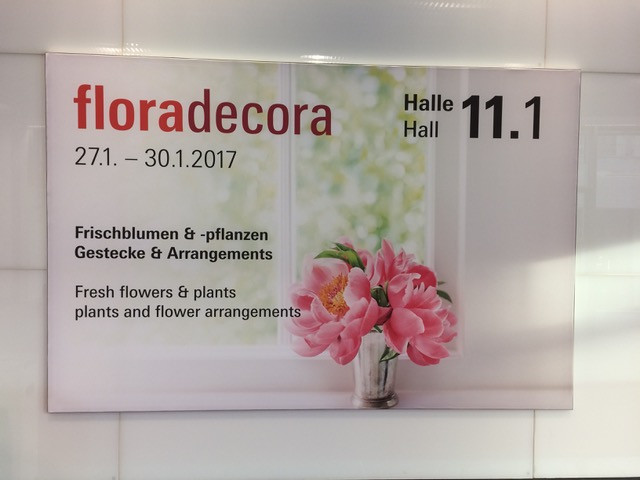 floradecora
27.1. – 30.1.2017
Halle 11.1
Hall
Frischblumen & -pflanzen
Gestecke & Arrangements
Fresh flowers & plants
plants and flower arrangements